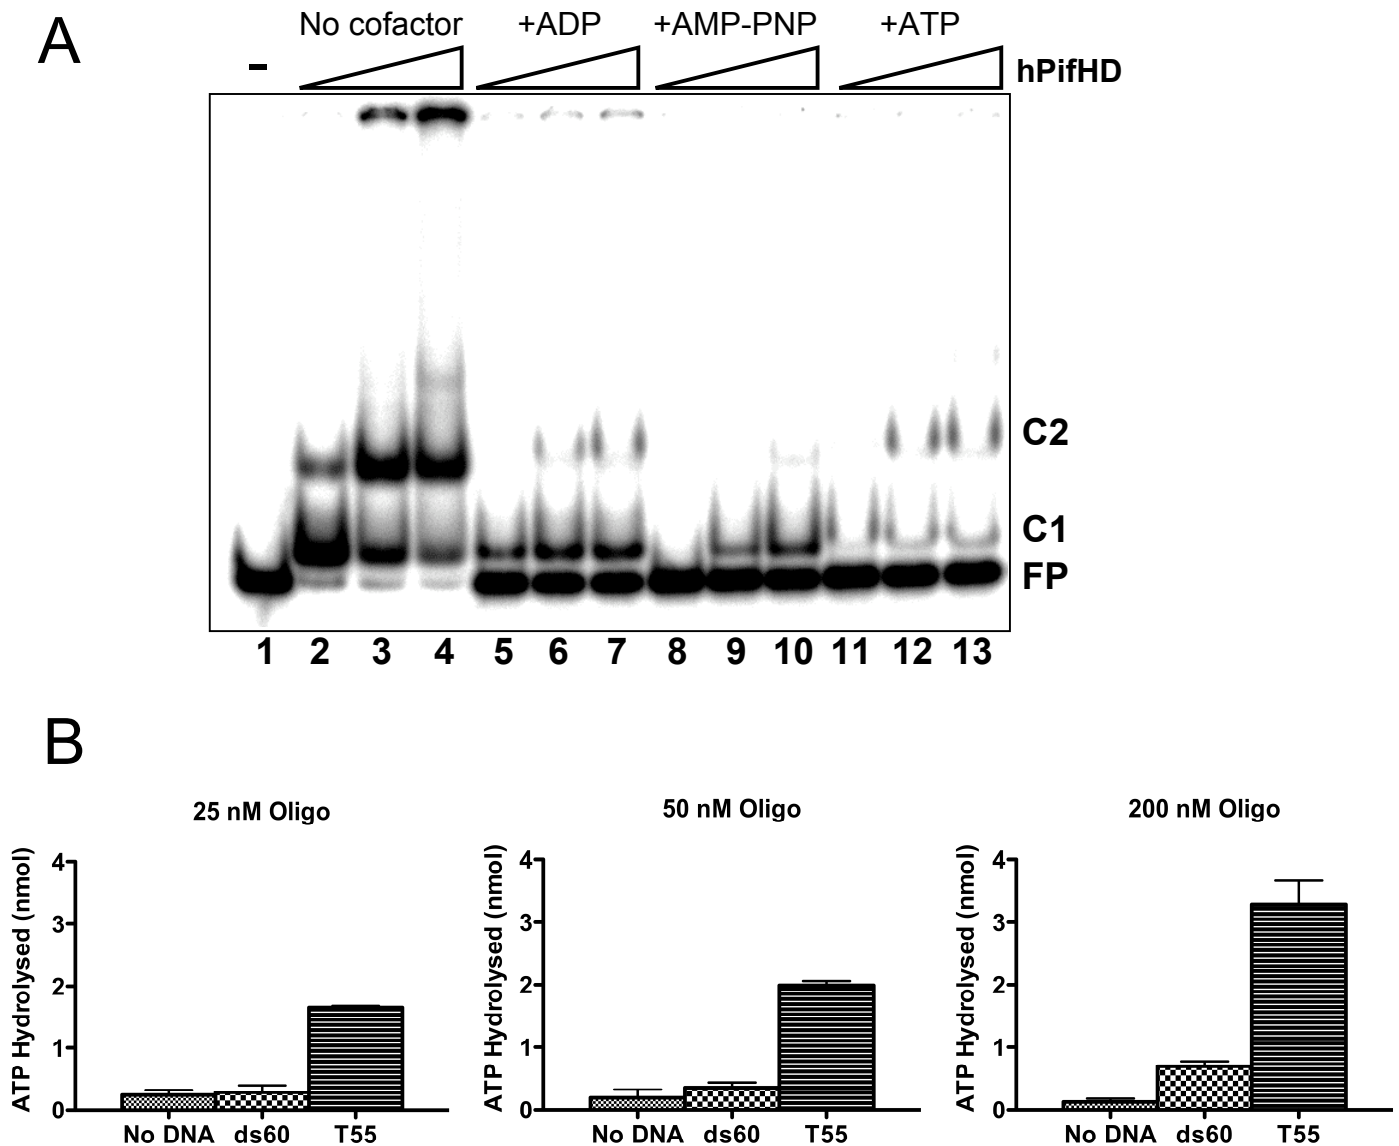 A
No cofactor +ADP +AMP-PNP +ATP
- hPifHD
C2
C1
FP
1 2 3 4 5 6 7 8 9 10 11 12 13
B
25 nM Oligo
ATP Hydrolysed (nmol)
4
3
2
1
0
No DNA ds60 T55
50 nM Oligo
ATP Hydrolysed (nmol)
4
3
2
1
0
No DNA ds60 T55
200 nM Oligo
ATP Hydrolysed (nmol)
4
3
2
1
0
No DNA ds60 T55